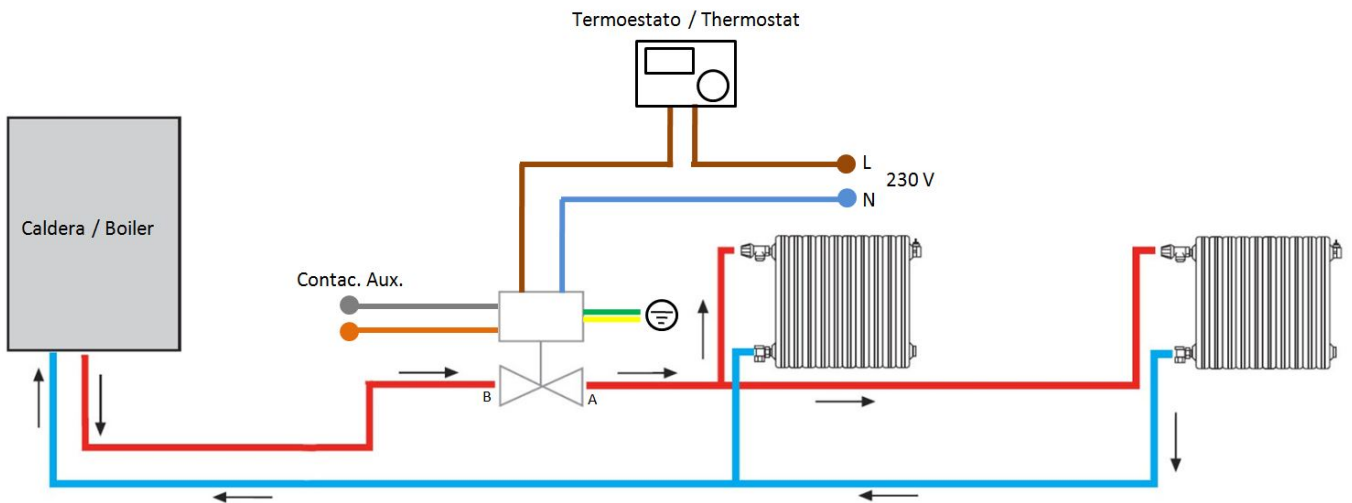 Termoestato / Thermostat
L
230 V
N
Caldera / Boiler
Contac. Aux.
B
A